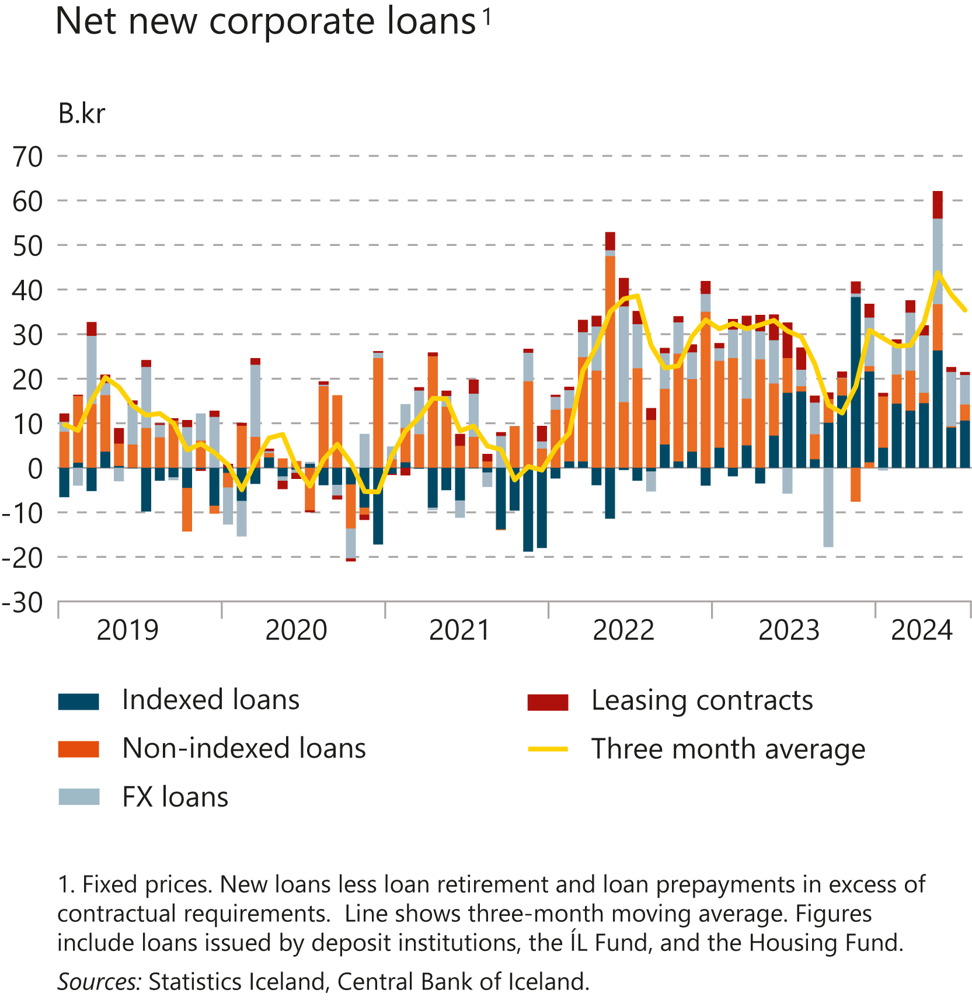 Net new corporate loans 1
B.kr
70
60
50
40
30
20
10
0
-10
-20
-30
2019 2020 2021 2022 2023 2024
Indexed loans
Non-indexed loans
FX loans
Leasing contracts
Three month average
1. Fixed prices. New loans less loan retirement and loan prepayments in excess of
contractual requirements.  Line shows three-month moving average. Figures
include loans issued by deposit institutions, the ÍL Fund, and the Housing Fund.
Sources: Statistics Iceland, Central Bank of Iceland.